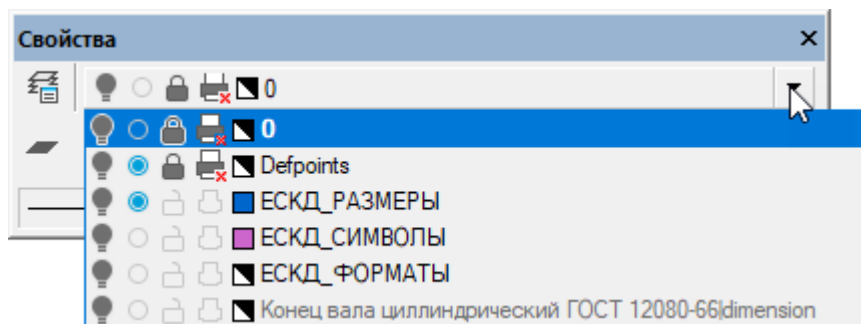 Свойства
0
0
Defpoints
ЕСКД_РАЗМЕРЫ
ЕСКД_СИМВОЛЫ
ЕСКД_ФОРМАТЫ
Конец вала циллиндрический ГОСТ 12080-66|dimension